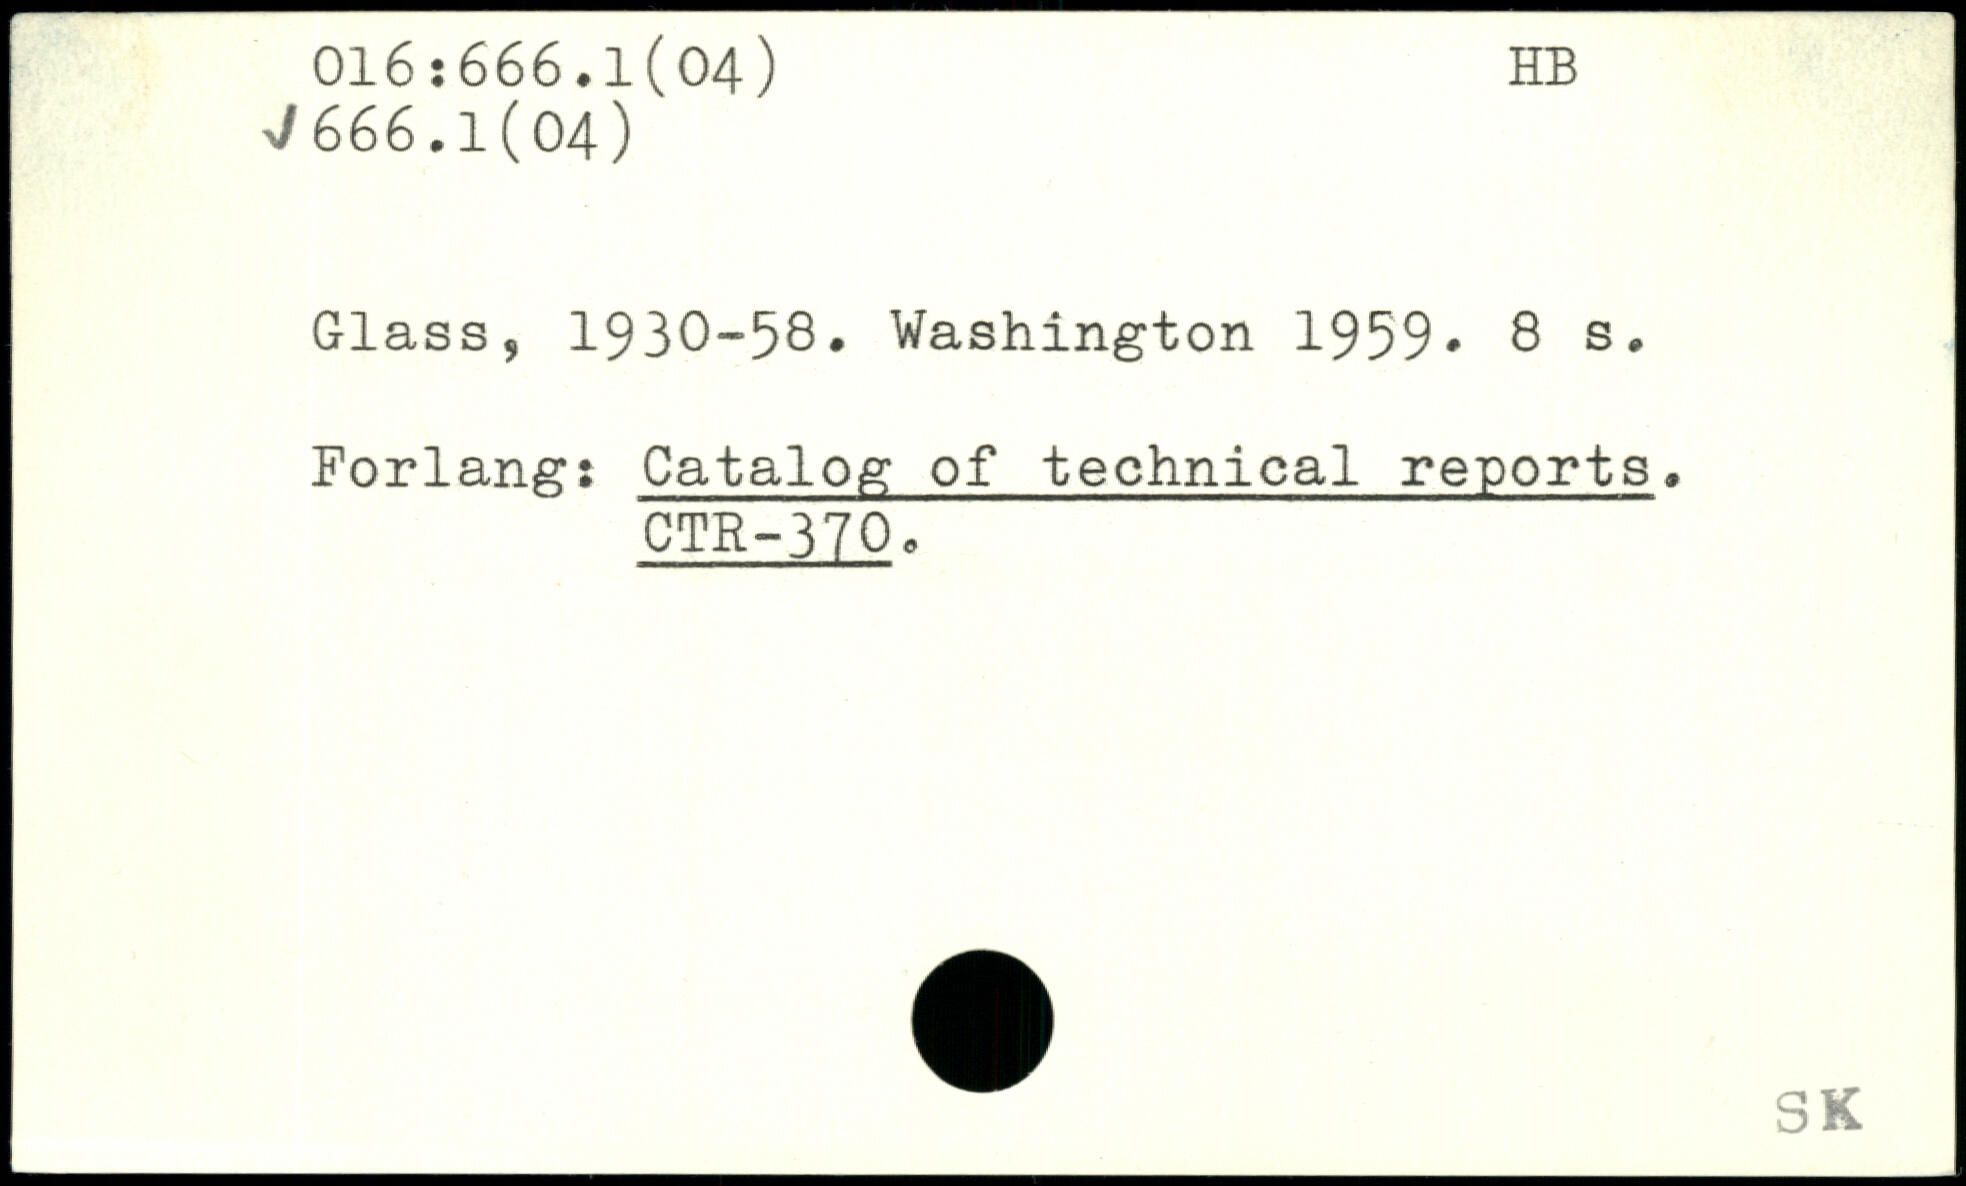 016:666.1(04) HB
✓666.1(04)
Glass, 1930-58. Washington 1959. 8 s.
Forlang: Catalog of technical reports.
CTR-370.
SK